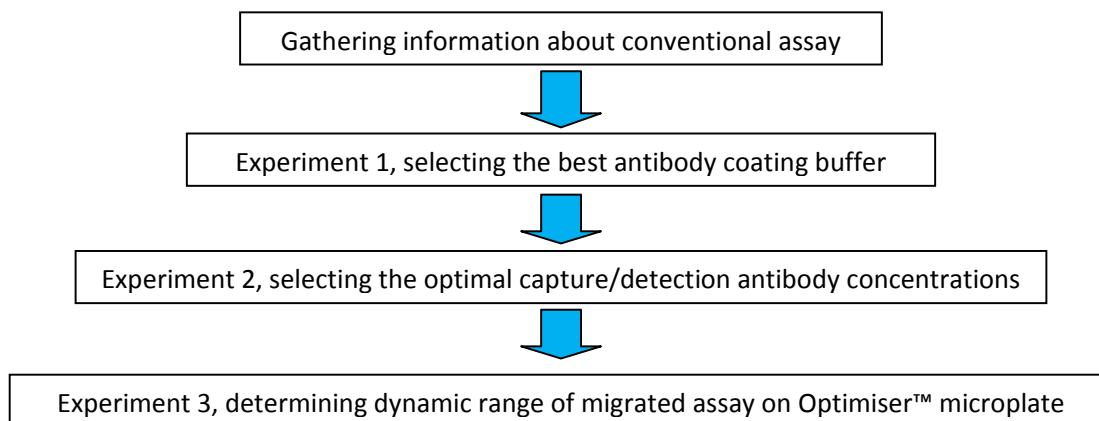 Gathering information about conventional assay
Experiment 1, selecting the best antibody coating buffer
Experiment 2, selecting the optimal capture/detection antibody concentrations
Experiment 3, determining dynamic range of migrated assay on Optimiser™ microplate